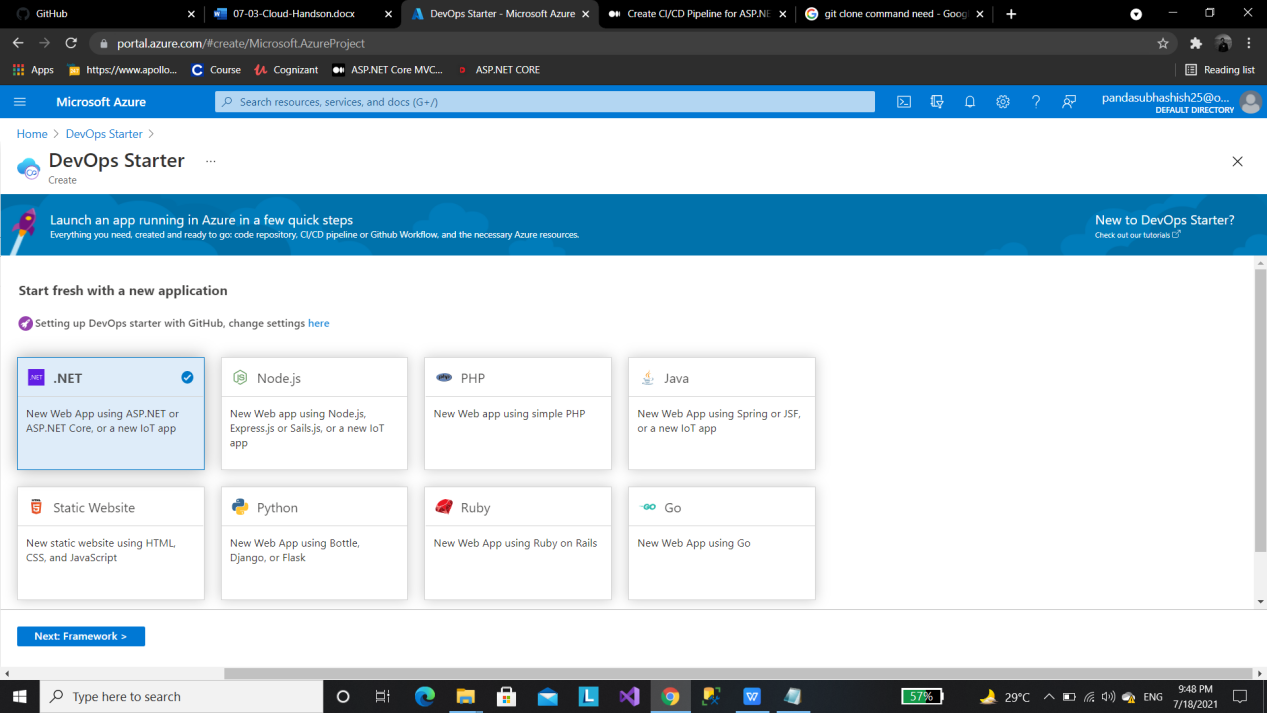 GitHub
07-03-Cloud-Handson.docx
DevOps Starter - Microsoft Azure
Create CI/CD Pipeline for ASP.NE
git clone command need - Goog
portal.azure.com/#create/Microsoft.AzureProject
Apps
https://www.apollo...
Course
Cognizant
ASP.NET Core MVC...
ASP.NET CORE
Reading list
Microsoft Azure
Search resources, services, and docs (G+/)
pandasubhashish25@o...
DEFAULT DIRECTORY
Home > DevOps Starter >
DevOps Starter ...
Create
Launch an app running in Azure in a few quick steps
Everything you need, created and ready to go: code repository, CI/CD pipeline or Github Workflow, and the necessary Azure resources.
New to DevOps Starter?
Check out our tutorials
Start fresh with a new application
Setting up DevOps starter with GitHub, change settings here
.NET
.NET
New Web App using ASP.NET or
ASP.NET Core, or a new IoT app
Node.js
New Web app using Node.js,
Express.js or Sails.js, or a new IoT
app
php
PHP
New Web app using simple PHP
Java
New Web App using Spring or JSF,
or a new IoT app
Static Website
New static website using HTML,
CSS, and JavaScript
Python
New Web App using Bottle,
Django, or Flask
Ruby
New Web App using Ruby on Rails
GO
Go
New Web App using Go
Next: Framework >
Type here to search
57%
29°C
ENG
9:48 PM
7/18/2021